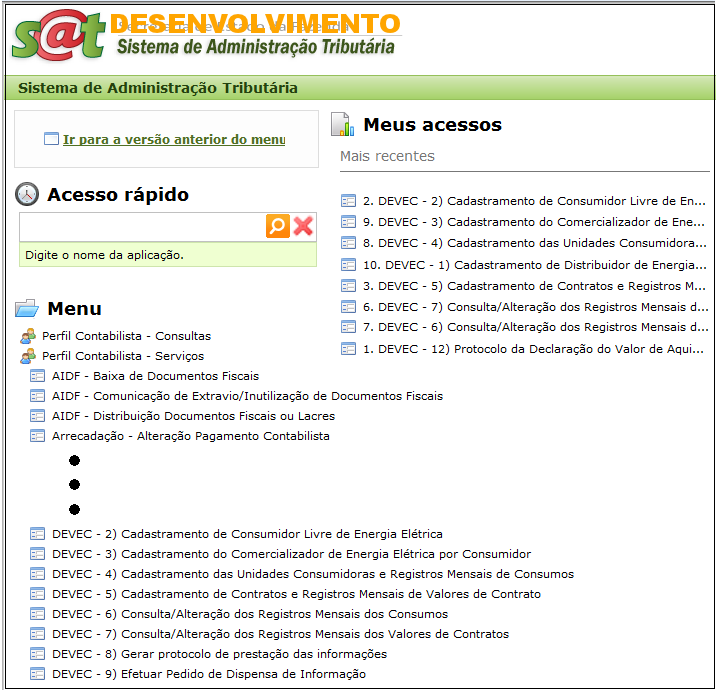 s@t DESENVOLVIMENTO
Secretaria de Estado da Fazenda
Sistema de Administração Tributária
Sistema de Administração Tributária
Ir para a versão anterior do menu
Acesso rápido
Digite o nome da aplicação.
Menu
Perfil Contabilista - Consultas
Perfil Contabilista - Serviços
AIDF - Baixa de Documentos Fiscais
AIDF - Comunicação de Extravio/Inutilização de Documentos Fiscais
AIDF - Distribuição Documentos Fiscais ou Lacres
Arrecadação - Alteração Pagamento Contabilista
DEVEC - 2) Cadastramento de Consumidor Livre de Energia Elétrica
DEVEC - 3) Cadastramento do Comercializador de Energia Elétrica por Consumidor
DEVEC - 4) Cadastramento das Unidades Consumidoras e Registros Mensais de Consumos
DEVEC - 5) Cadastramento de Contratos e Registros Mensais de Valores de Contrato
DEVEC - 6) Consulta/Alteração dos Registros Mensais dos Consumos
DEVEC - 7) Consulta/Alteração dos Registros Mensais dos Valores de Contratos
DEVEC - 8) Gerar protocolo de prestação das informações
DEVEC - 9) Efetuar Pedido de Dispensa de Informação
Meus acessos
Mais recentes
2. DEVEC - 2) Cadastramento de Consumidor Livre de En...
9. DEVEC - 3) Cadastramento do Comercializador de Ene...
8. DEVEC - 4) Cadastramento das Unidades Consumidora...
10. DEVEC - 1) Cadastramento de Distribuidor de Energia...
3. DEVEC - 5) Cadastramento de Contratos e Registros M...
6. DEVEC - 7) Consulta/Alteração dos Registros Mensais d...
7. DEVEC - 6) Consulta/Alteração dos Registros Mensais d...
1. DEVEC - 12) Protocolo da Declaração do Valor de Aqui...